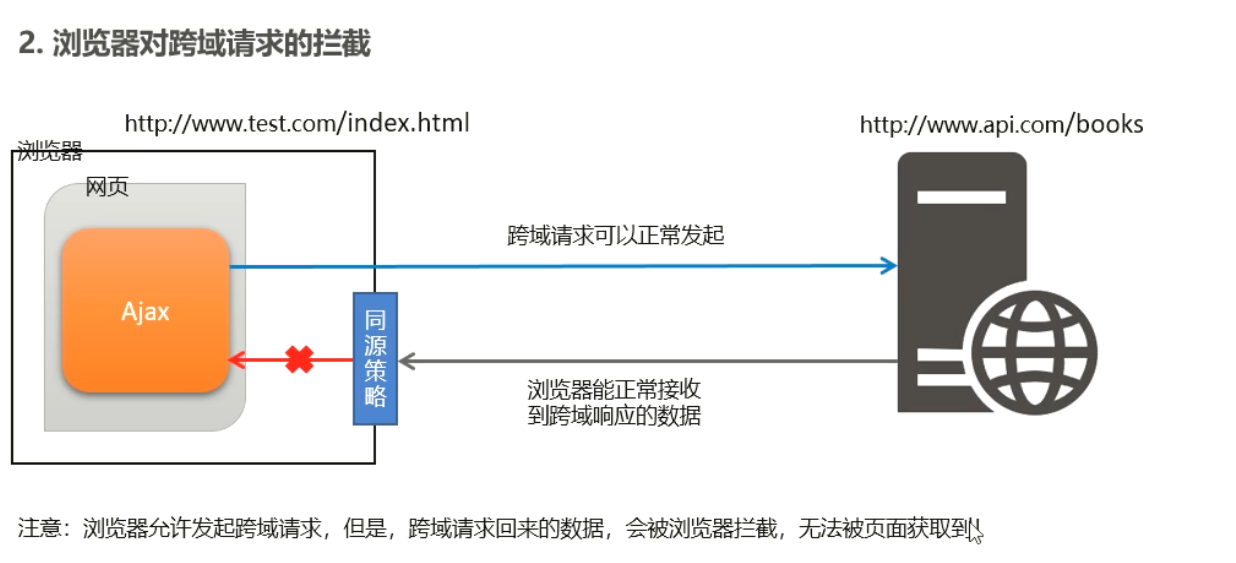 2. 浏览器对跨域请求的拦截
http://www.test.com/index.html
http://www.api.com/books
浏览器
网页
跨域请求可以正常发起
Ajax
同源策略
浏览器能正常接收
到跨域响应的数据
注意：浏览器允许发起跨域请求，但是，跨域请求回来的数据，会被浏览器拦截，无法被页面获取到！